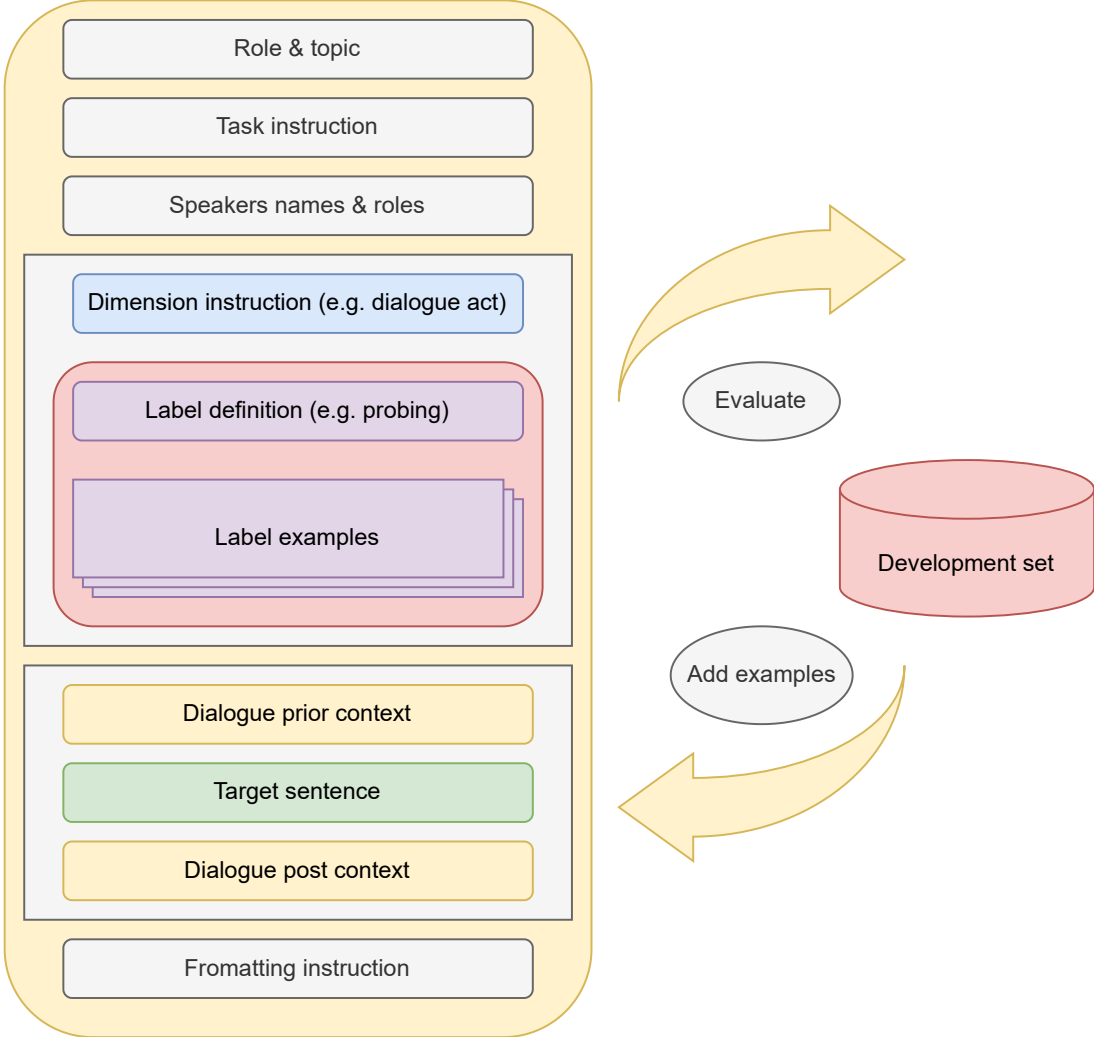 Role & topic
Task instruction
Speakers names & roles
Dimension instruction (e.g. dialogue act)
Label definition (e.g. probing)
Label examples
Dialogue prior context
Target sentence
Dialogue post context
Fromatting instruction
Evaluate
Development set
Add examples